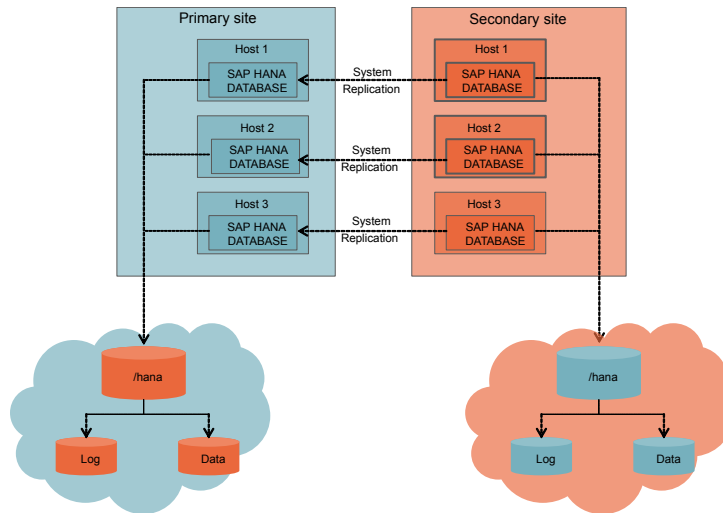 Primary site
Host 1
SAP HANA
DATABASE
Host 2
SAP HANA
DATABASE
Host 3
SAP HANA
DATABASE
System
Replication
System
Replication
System
Replication
Secondary site
Host 1
SAP HANA
DATABASE
Host 2
SAP HANA
DATABASE
Host 3
SAP HANA
DATABASE
/hana
Log
Data
/hana
Log
Data